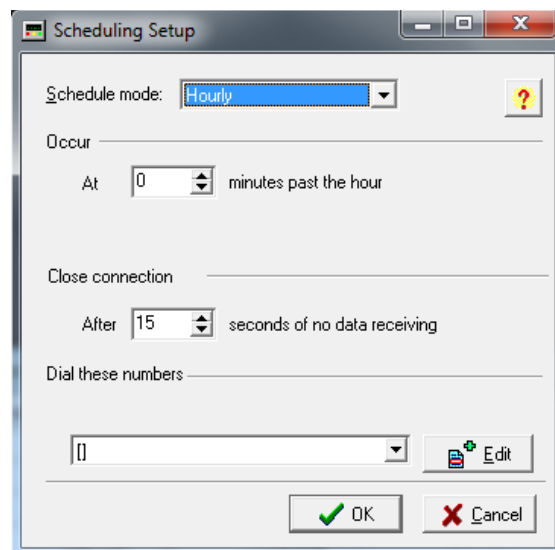 Scheduling Setup
Schedule mode: Hourly
?
Occur
At 0 minutes past the hour
Close connection
After 15 seconds of no data receiving
Dial these numbers
[] Edit
OK Cancel